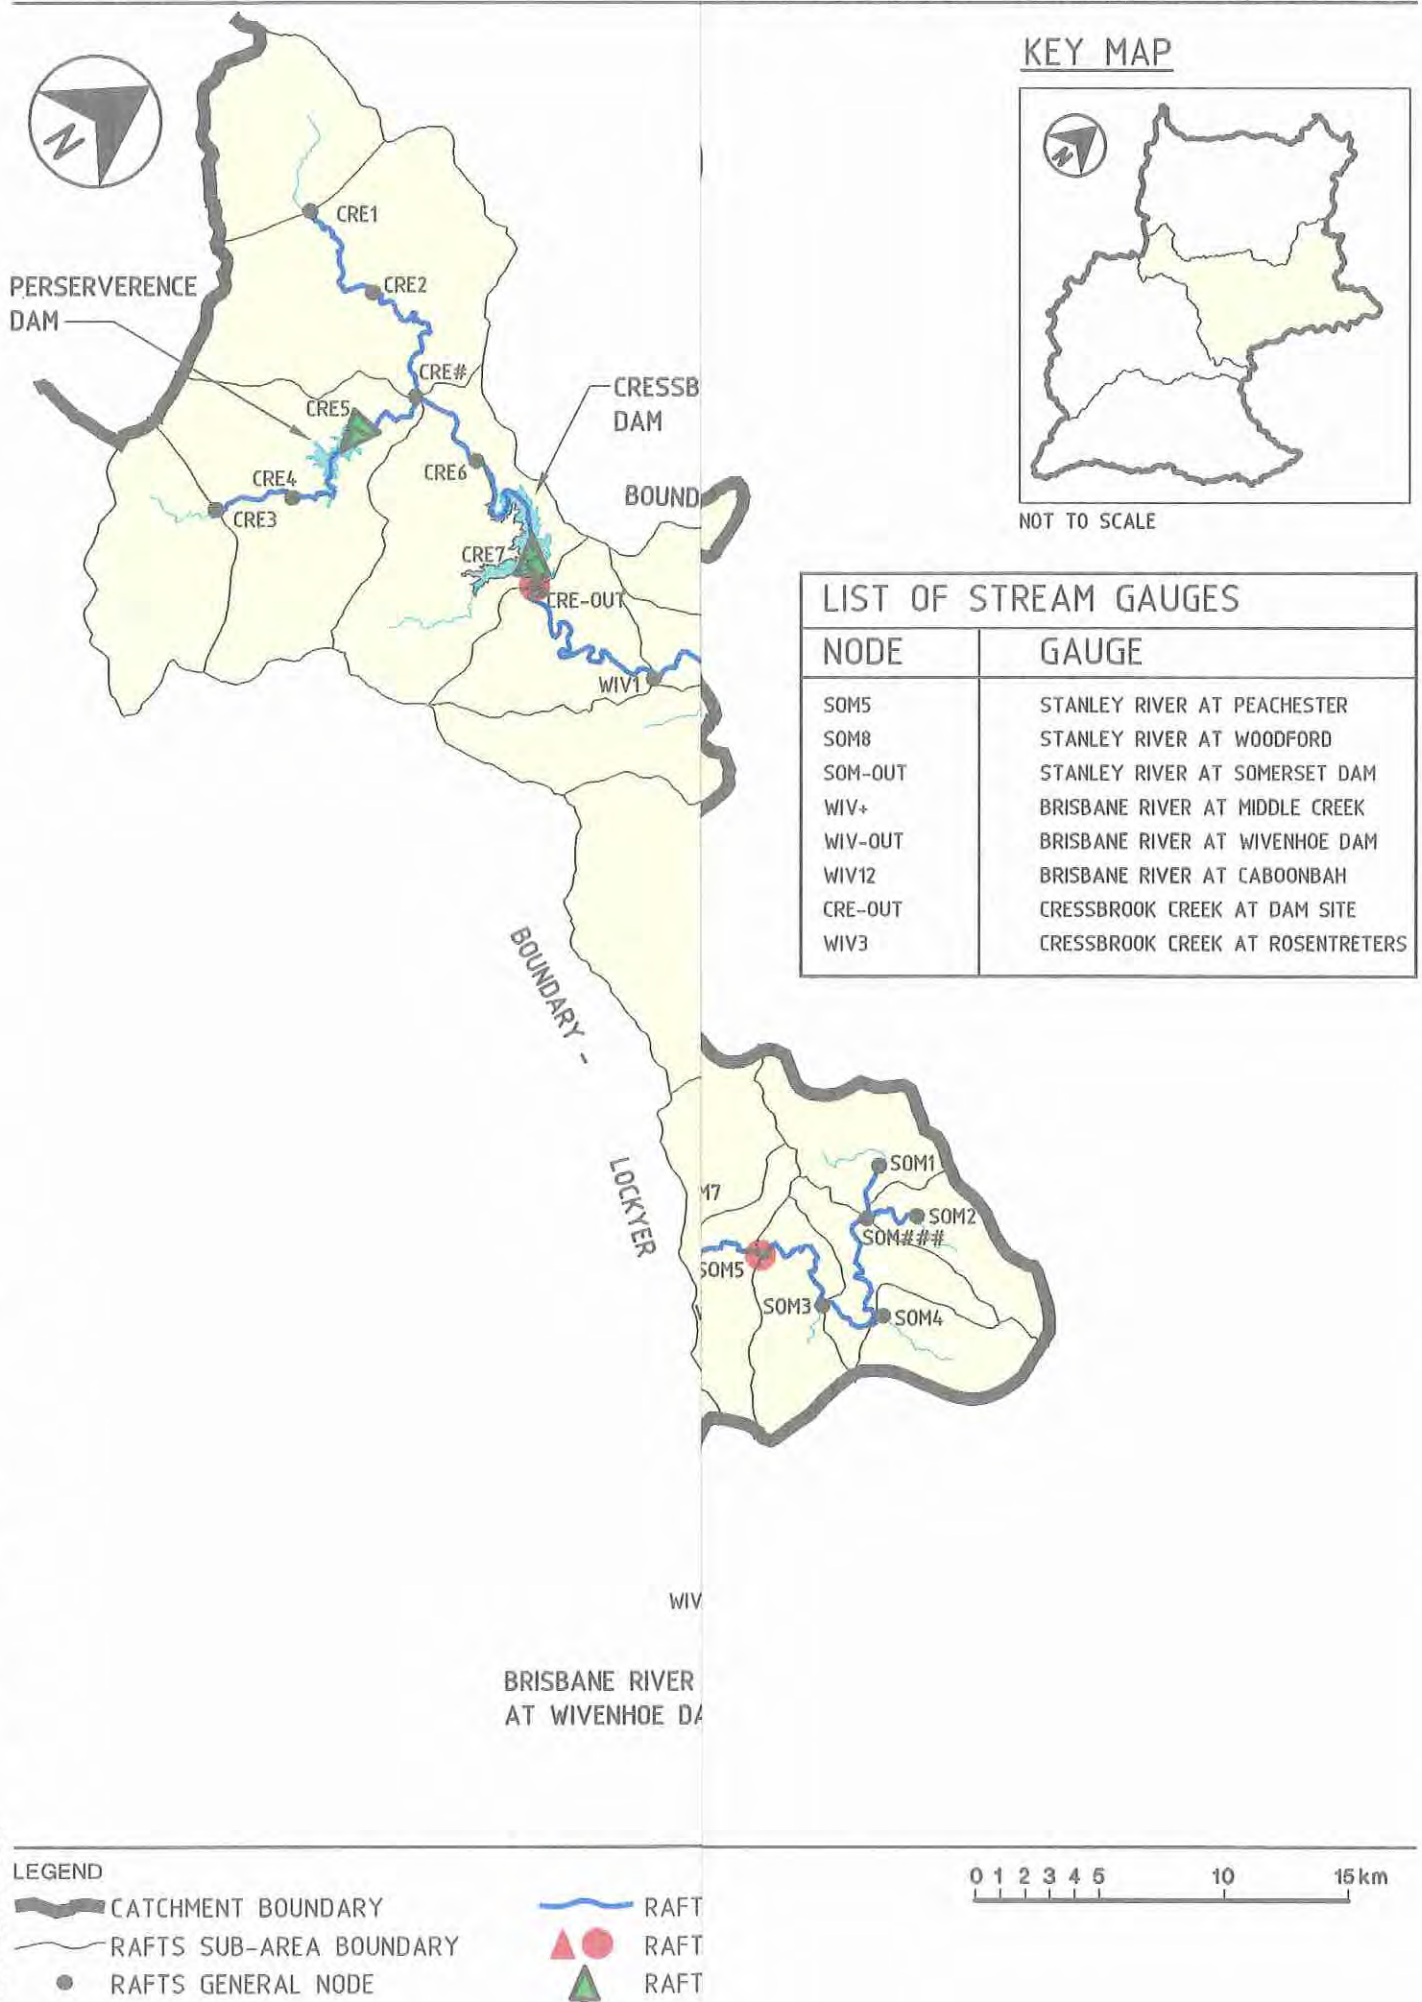 KEY MAP
N
N
CRE1
PERSERVERENCE
DAM
CRE2
CRE#
CRE5
CRESSB
DAM
CRE4
CRE6
CRE3
BOUND
NOT TO SCALE
CRE7
CRE-OUT
WIV1
LIST OF STREAM GAUGES
NODE GAUGE
SOM5 STANLEY RIVER AT PEACHESTER
SOM8 STANLEY RIVER AT WOODFORD
SOM-OUT STANLEY RIVER AT SOMERSET DAM
WIV+ BRISBANE RIVER AT MIDDLE CREEK
WIV-OUT BRISBANE RIVER AT WIVENHOE DAM
WIV12 BRISBANE RIVER AT CABOONBAH
CRE-OUT CRESSBROOK CREEK AT DAM SITE
WIV3 CRESSBROOK CREEK AT ROSENTRETERS
BOUNDARY -
LOCKYER
SOM1
M7
SOM2
SOM###
SOM5
SOM3
SOM4
WIV
BRISBANE RIVER
AT WIVENHOE DA
LEGEND
CATCHMENT BOUNDARY
RAFTS SUB-AREA BOUNDARY
RAFTS GENERAL NODE
RAFT
RAFT
RAFT
0 1 2 3 4 5 10 15km